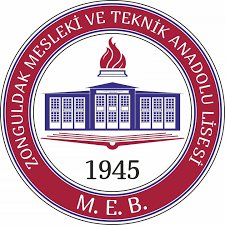 ZONGULDAK MESLEKİ VE TEKNİK ANADOLU LİSESİ
1945
M. E. B.